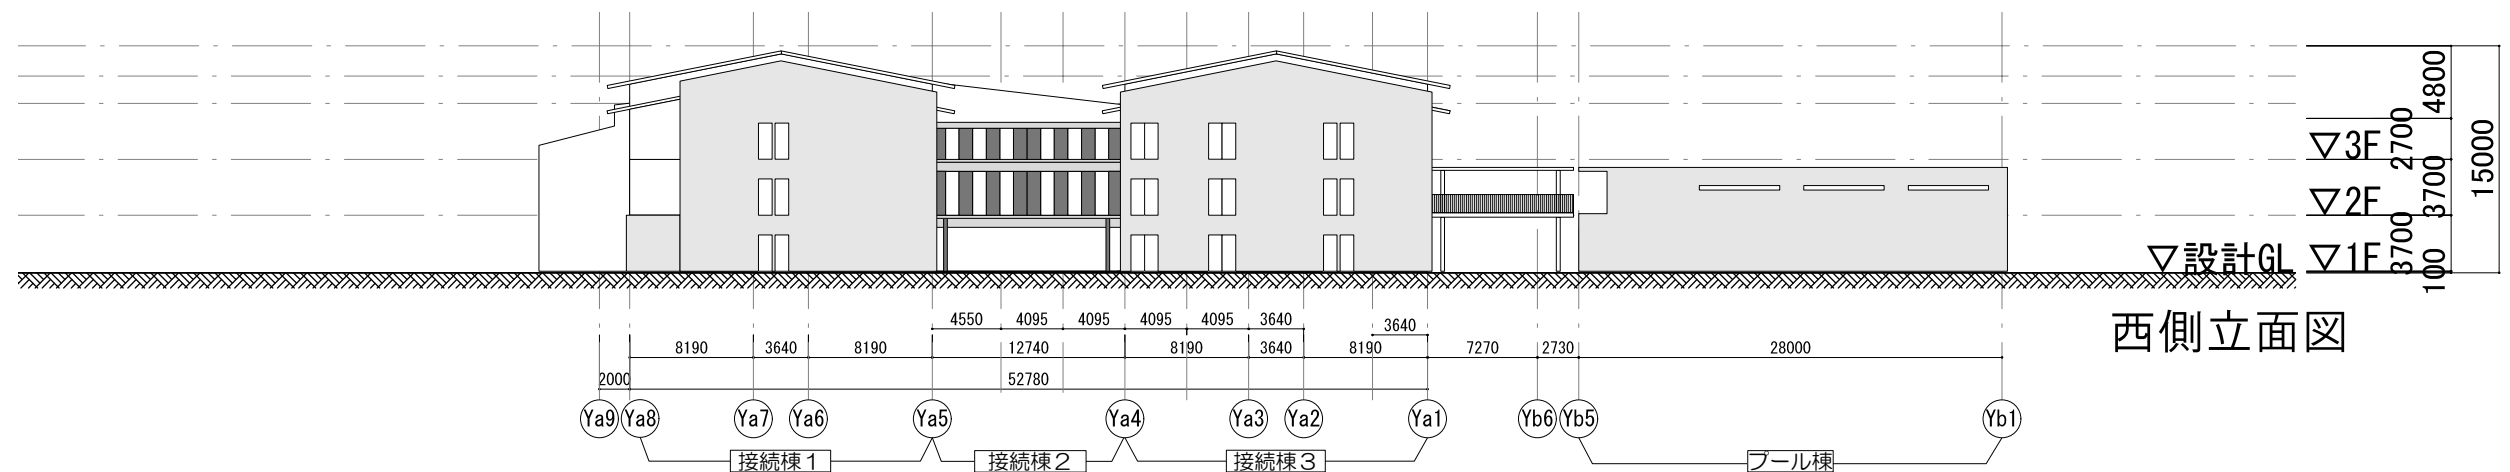 4800
2700
15000
▽3F
3700
▽2F
3700
▽設計GL
▽1F
100
西側立面図
4550
4095
4095
4095
4095
3640
3640
8190
3640
8190
12740
8190
3640
8190
7270
2730
28000
2000
52780
Ya9
Ya8
Ya7
Ya6
Ya5
Ya4
Ya3
Ya2
Ya1
Yb6
Yb5
Yb1
接続棟1
接続棟2
接続棟3
プール棟